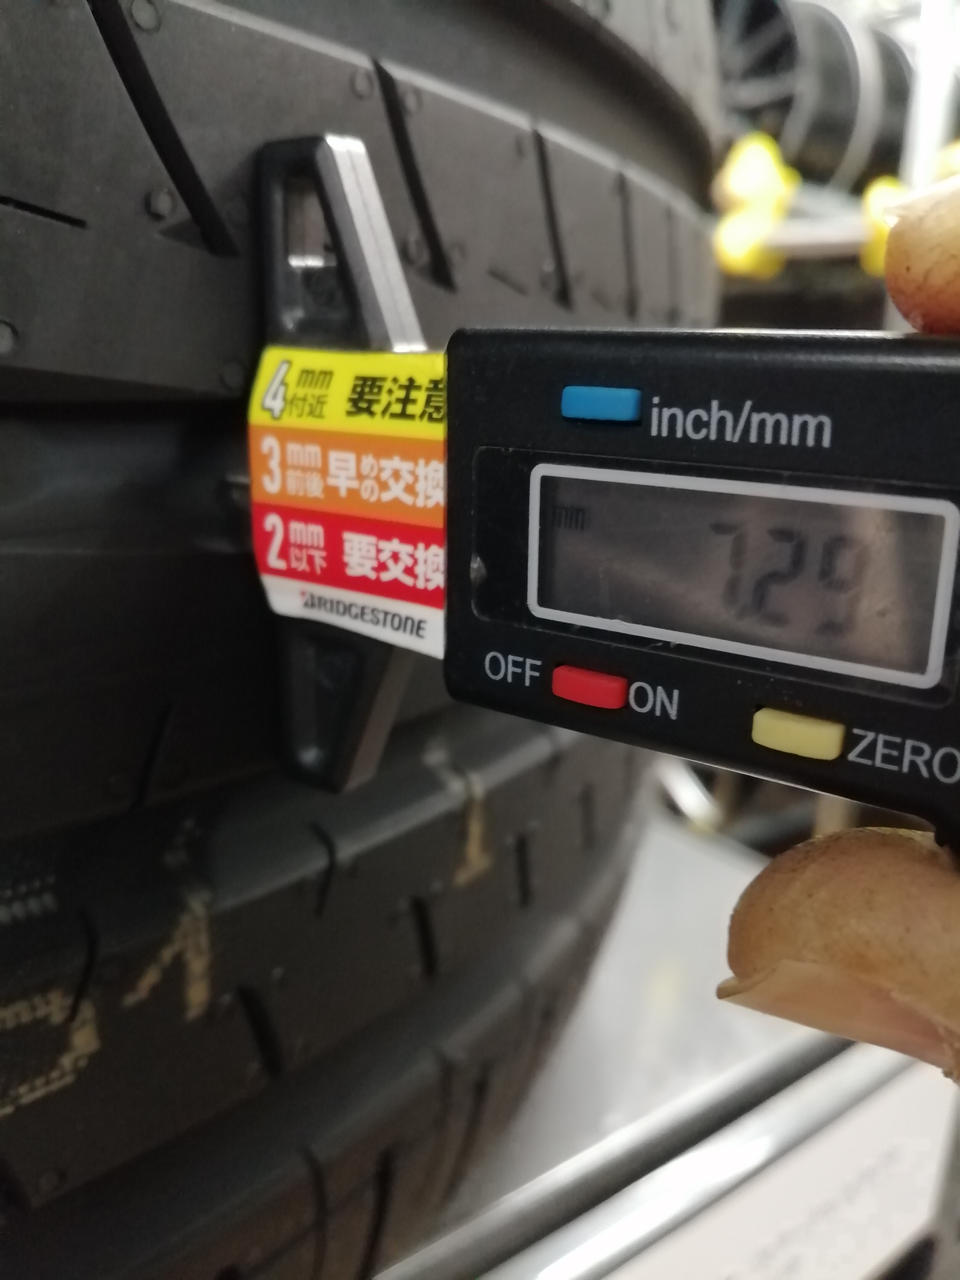 4mm付近 要注意
3mm前後 早めの交換
2mm以下 要交換
BRIDGESTONE
inch/mm
mm 7.29
OFF ON
ZERO